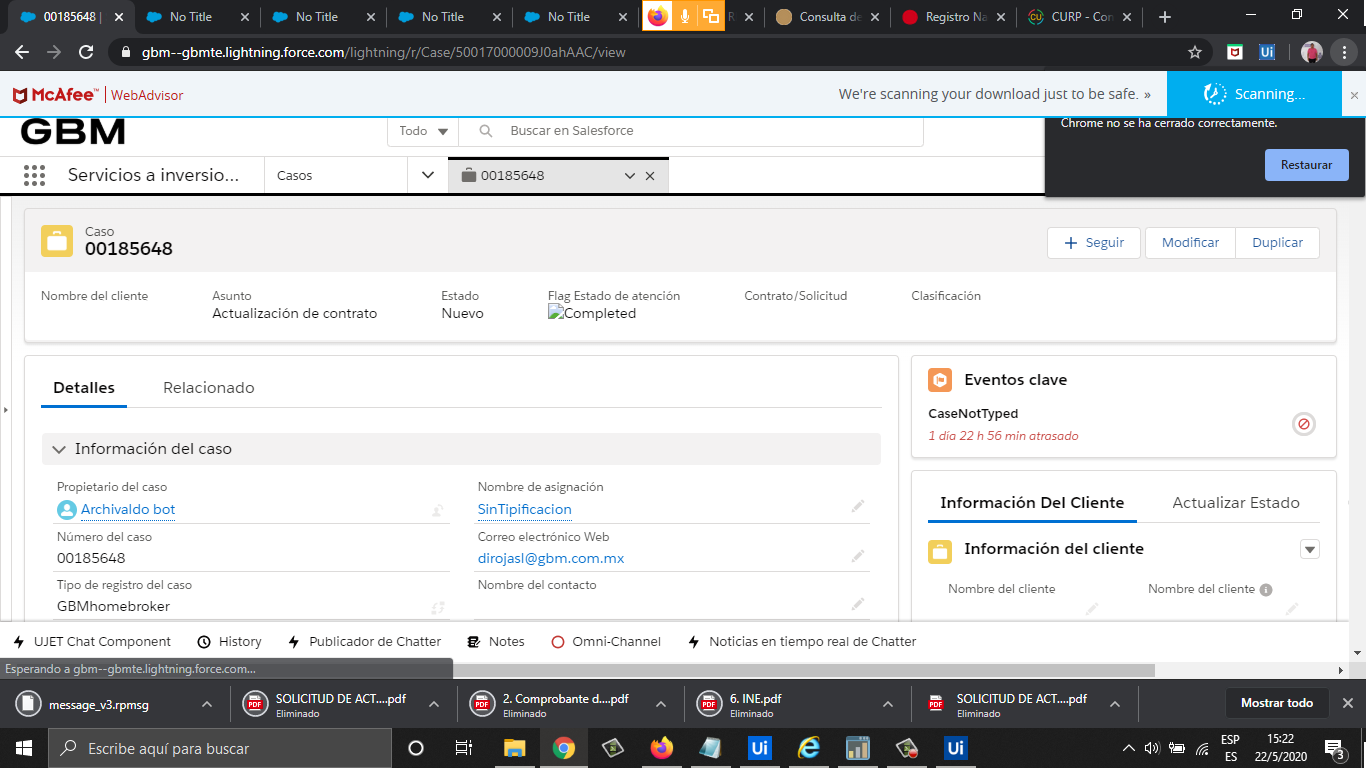 00185648 |
No Title
No Title
No Title
No Title
R
Consulta de
Registro Na
CURP - Con
gbm--gbmte.lightning.force.com/lightning/r/Case/50017000009J0ahAAC/view
McAfee™ | WebAdvisor
We're scanning your download just to be safe. »
Scanning...
GBM
Todo
Buscar en Salesforce
Chrome no se ha cerrado correctamente.
Restaurar
Servicios a inversio...
Casos
00185648
Caso
00185648
Seguir
Modificar
Duplicar
Nombre del cliente
Asunto
Actualización de contrato
Estado
Nuevo
Flag Estado de atención
Completed
Contrato/Solicitud
Clasificación
Detalles
Relacionado
Información del caso
Propietario del caso
Archivaldo bot
Nombre de asignación
SinTipificacion
Número del caso
00185648
Correo electrónico Web
dirojasl@gbm.com.mx
Tipo de registro del caso
GBMhomebroker
Nombre del contacto
Eventos clave
CaseNotTyped
1 día 22 h 56 min atrasado
Información Del Cliente
Actualizar Estado
Información del cliente
Nombre del cliente
Nombre del cliente
UJET Chat Component
History
Publicador de Chatter
Notes
Omni-Channel
Noticias en tiempo real de Chatter
Esperando a gbm--gbmte.lightning.force.com...
message_v3.rpmsg
SOLICITUD DE ACT....pdf
Eliminado
2. Comprobante d....pdf
Eliminado
6. INE.pdf
Eliminado
SOLICITUD DE ACT....pdf
Eliminado
Mostrar todo
Escribe aquí para buscar
ESP
ES
15:22
22/5/2020
3